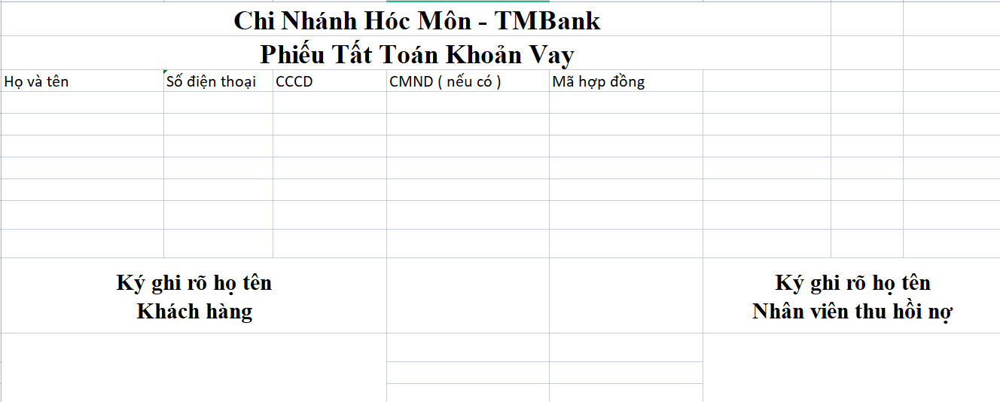 Chi Nhánh Hóc Môn - TMBank
Phiếu Tất Toán Khoản Vay
Họ và tên Số điện thoại CCCD CMND ( nếu có ) Mã hợp đồng
Ký ghi rõ họ tên
Khách hàng
Ký ghi rõ họ tên
Nhân viên thu hồi nợ